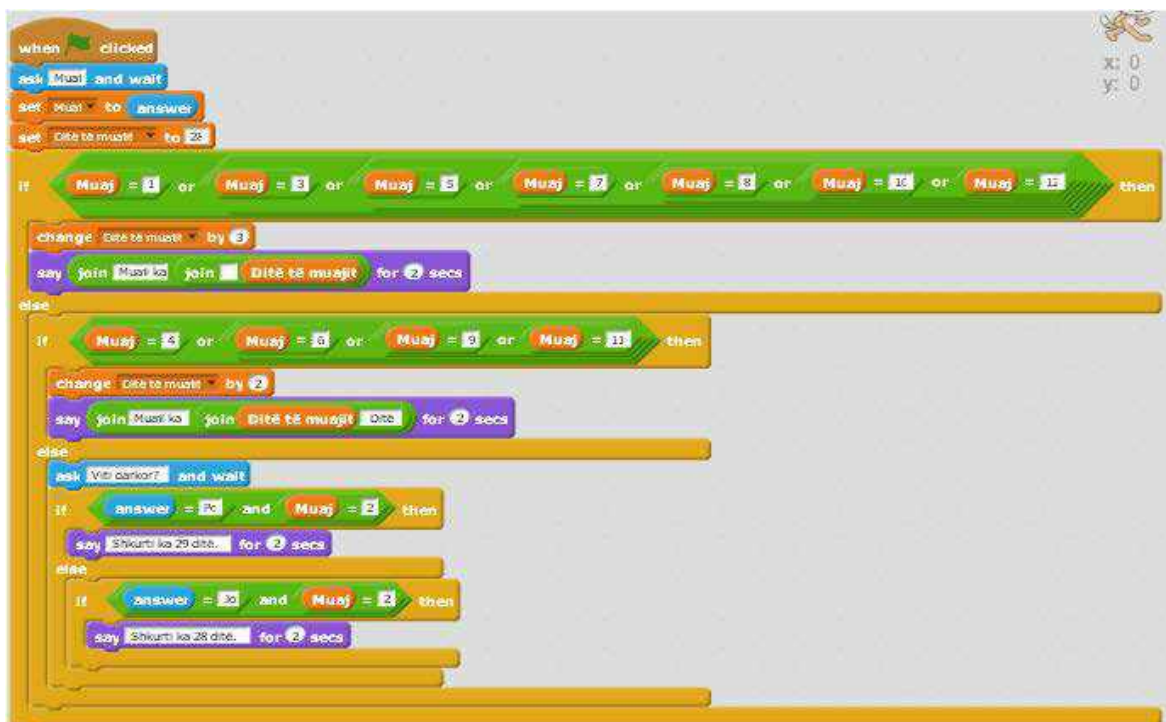 when clicked
x: 0
y: 0
ask Muaji and wait
set Muaj to answer
set Ditë të muajit to 28
if Muaj = 1 or Muaj = 3 or Muaj = 5 or Muaj = 7 or Muaj = 8 or Muaj = 10 or Muaj = 12 then
change Ditë të muajit by 3
say join Muaji ka join Ditë të muajit for 2 secs
else
if Muaj = 4 or Muaj = 6 or Muaj = 9 or Muaj = 11 then
change Ditë të muajit by 2
say join Muaji ka join Ditë të muajit Ditë for 2 secs
else
ask and wait
if answer = Po and Muaj = 2 then
say Shkurti ka 29 ditë. for 2 secs
else
if answer = Jo and Muaj = 2 then
say Shkurti ka 28 ditë. for 2 secs